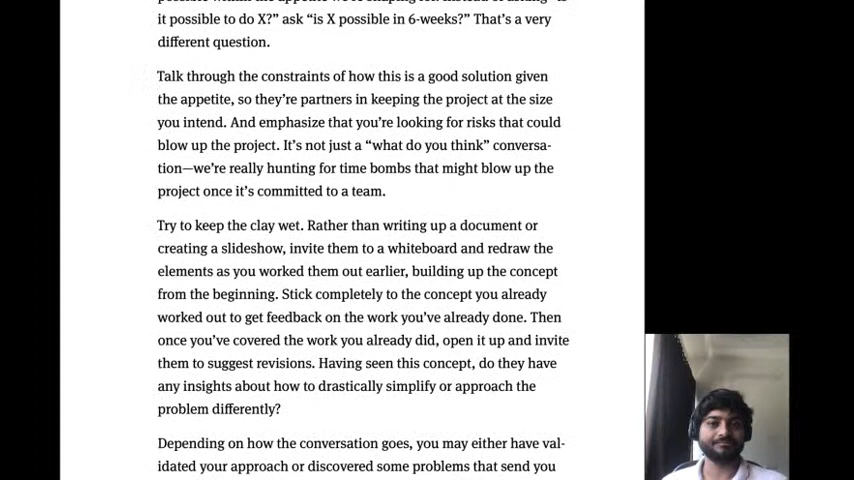 it possible to do X?” ask “is X possible in 6-weeks?” That’s a very
different question.
Talk through the constraints of how this is a good solution given
the appetite, so they’re partners in keeping the project at the size
you intend. And emphasize that you’re looking for risks that could
blow up the project. It’s not just a “what do you think” conversa-
tion—we’re really hunting for time bombs that might blow up the
project once it’s committed to a team.
Try to keep the clay wet. Rather than writing up a document or
creating a slideshow, invite them to a whiteboard and redraw the
elements as you worked them out earlier, building up the concept
from the beginning. Stick completely to the concept you already
worked out to get feedback on the work you’ve already done. Then
once you’ve covered the work you already did, open it up and invite
them to suggest revisions. Having seen this concept, do they have
any insights about how to drastically simplify or approach the
problem differently?
Depending on how the conversation goes, you may either have val-
idated your approach or discovered some problems that send you